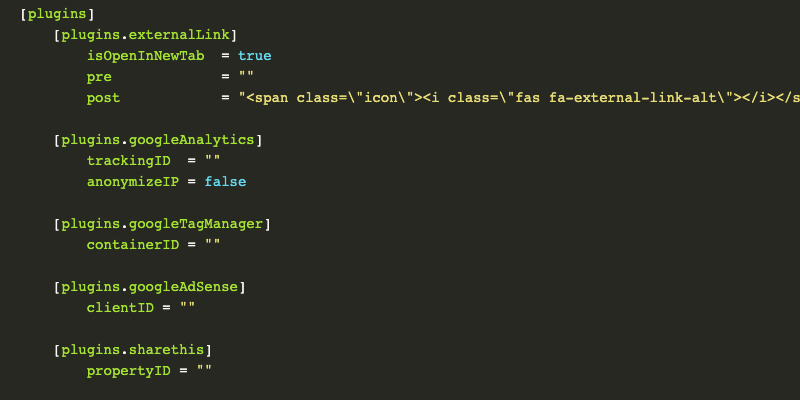 [plugins]
[plugins.externalLink]
isOpenInNewTab = true
pre = ""
post = "<span class=\"icon\"><i class=\"fas fa-external-link-alt\"></i></s
[plugins.googleAnalytics]
trackingID = ""
anonymizeIP = false
[plugins.googleTagManager]
containerID = ""
[plugins.googleAdSense]
clientID = ""
[plugins.sharethis]
propertyID = ""